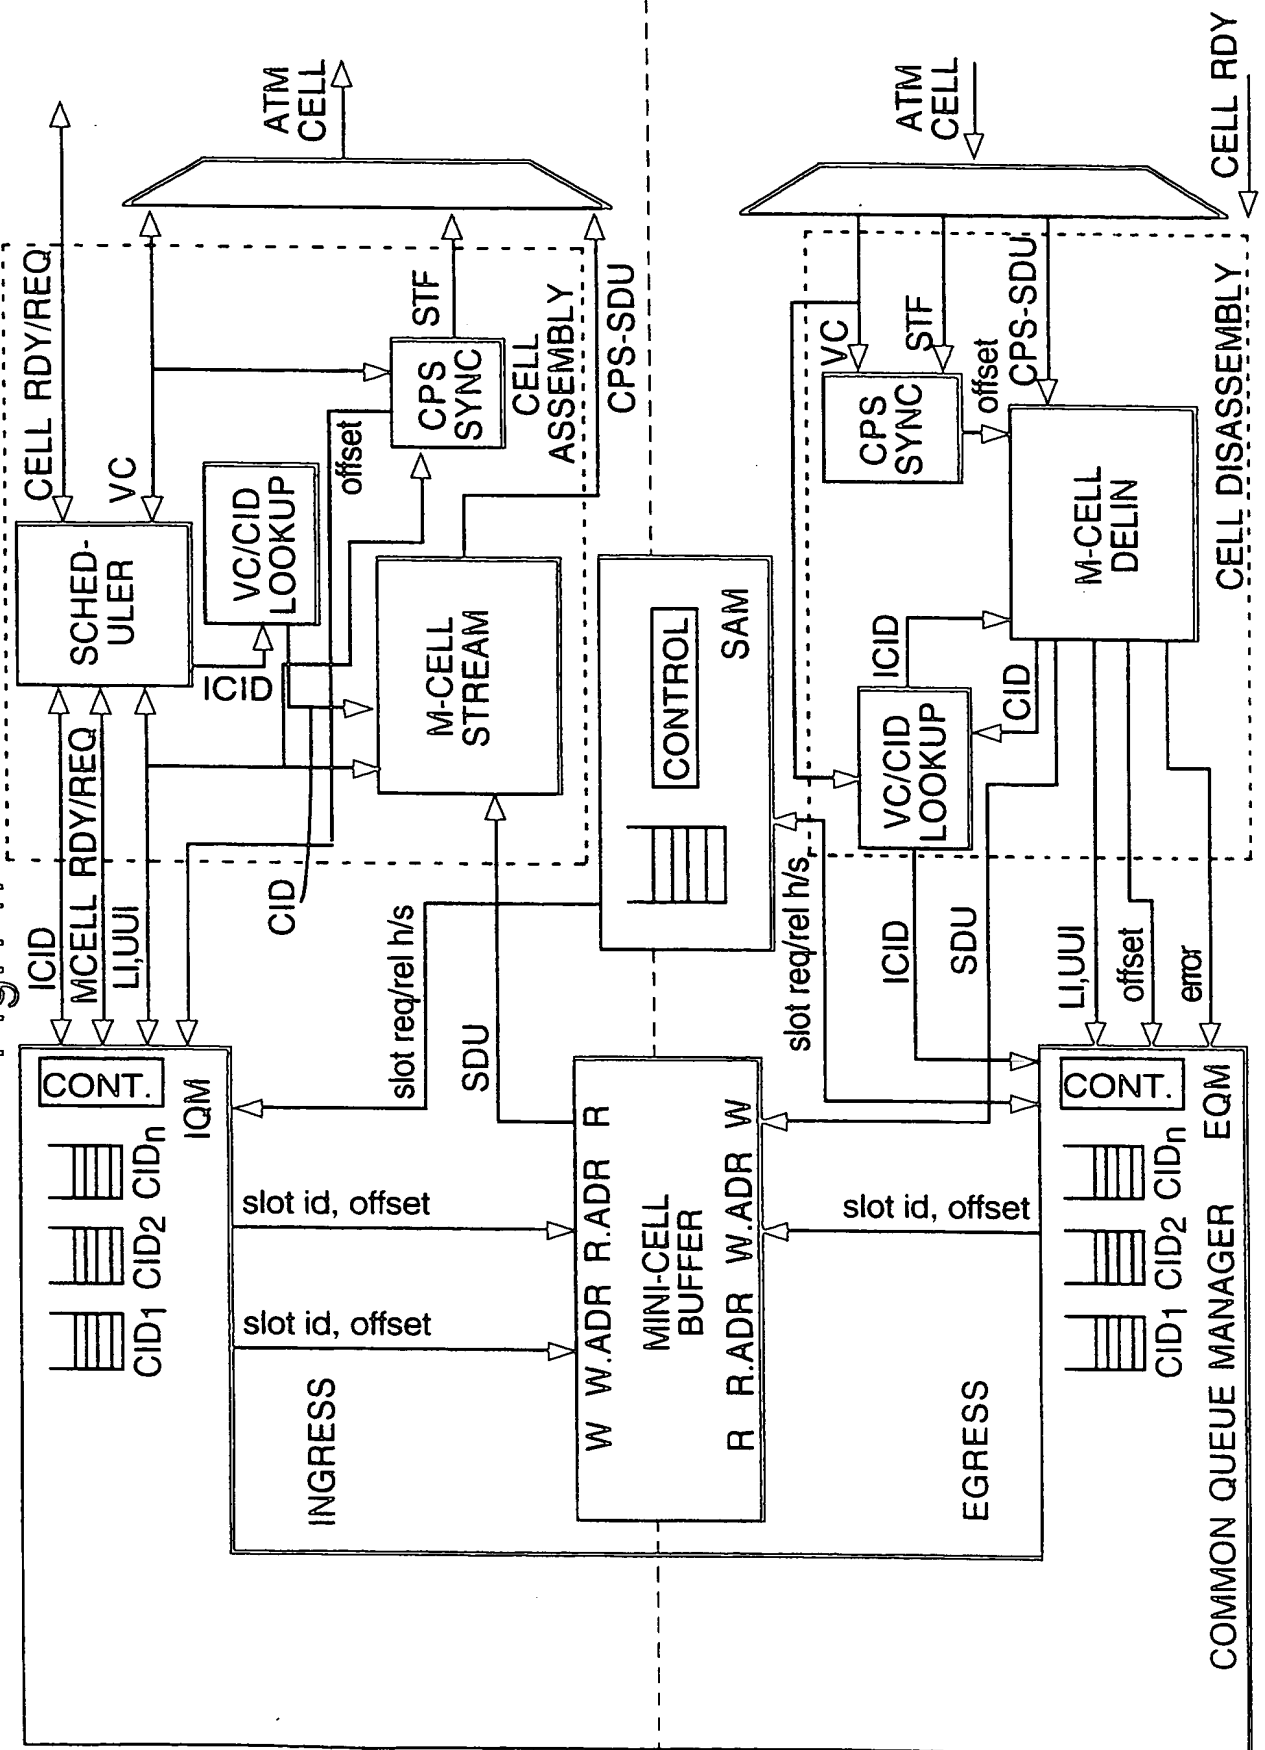 CELL RDY/REQ
VC
ATM
CELL
SCHED-
ULER
VC/CID
LOOKUP
ICID
offset
CPS
SYNC
STF
CELL
ASSEMBLY
CPS-SDU
M-CELL
STREAM
ICID
MCELL RDY/REQ
LI,UUI
CID
slot req/rel h/s
SDU
CONT.
IQM
CID1
CID2
CIDn
slot id, offset
slot id, offset
INGRESS
CONTROL
SAM
W W.ADR R.ADR R
MINI-CELL
BUFFER
R R.ADR W.ADR W
ATM
CELL
CELL RDY
VC
STF
CPS-SDU
CPS
SYNC
offset
M-CELL
DELIN
CELL DISASSEMBLY
ICID
CID
VC/CID
LOOKUP
slot req/rel h/s
ICID
SDU
LI,UUI
offset
error
slot id, offset
EGRESS
CONT.
EQM
CID1
CID2
CIDn
COMMON QUEUE MANAGER